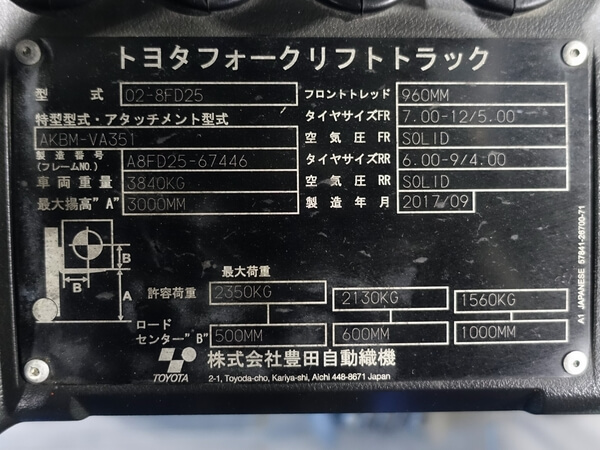 トヨタフォークリフトトラック
型 式 02-8FD25 フロントトレッド 960MM
特型型式・アタッチメント型式 タイヤサイズFR 7.00-12/5.00
AKBM-VA351 空気圧FR SOLID
製造番号(フレームNO.) A8FD25-67446 タイヤサイズRR 6.00-9/4.00
車両重量 3840KG 空気圧RR SOLID
最大揚高"A" 3000MM 製造年月 2017/09
B
B
A
最大荷重
許容荷重 2350KG 2130KG 1560KG
ロード
センター"B" 500MM 600MM 1000MM
TOYOTA 株式会社豊田自動織機
2-1, Toyoda-cho, Kariya-shi, Aichi 448-8671 Japan
A1 JAPANESE 57841-26700-71